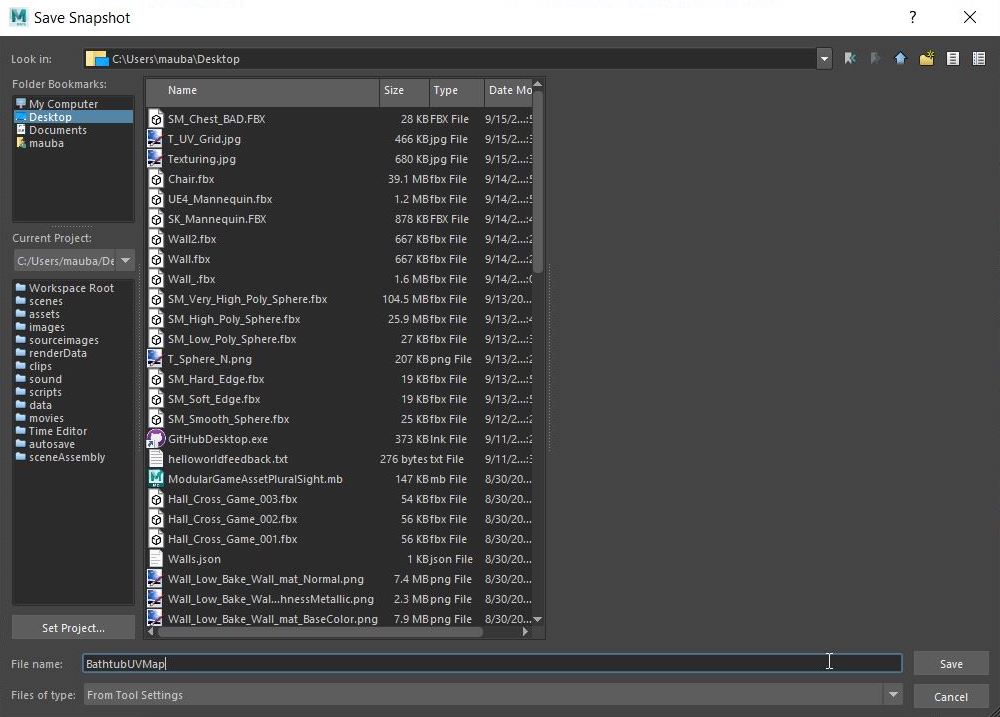 Save Snapshot
Look in: C:\Users\mauba\Desktop
Folder Bookmarks:
My Computer
Desktop
Documents
mauba
Current Project:
C:/Users/mauba/De
Workspace Root
scenes
assets
images
sourceimages
renderData
clips
sound
scripts
data
movies
Time Editor
autosave
sceneAssembly
Set Project...
Name Size Type Date Mo
SM_Chest_BAD.FBX 28 KB FBX File 9/15/2...
T_UV_Grid.jpg 466 KB jpg File 9/15/2...
Texturing.jpg 680 KB jpg File 9/15/2...
Chair.fbx 39.1 MB fbx File 9/14/2...
UE4_Mannequin.fbx 1.2 MB fbx File 9/14/2...
SK_Mannequin.FBX 878 KB FBX File 9/14/2...
Wall2.fbx 667 KB fbx File 9/14/2...
Wall.fbx 667 KB fbx File 9/14/2...
Wall_.fbx 1.6 MB fbx File 9/14/2...
SM_Very_High_Poly_Sphere.fbx 104.5 MB fbx File 9/13/20...
SM_High_Poly_Sphere.fbx 25.9 MB fbx File 9/13/2...
SM_Low_Poly_Sphere.fbx 27 KB fbx File 9/13/2...
T_Sphere_N.png 207 KB png File 9/13/2...
SM_Hard_Edge.fbx 19 KB fbx File 9/13/2...
SM_Soft_Edge.fbx 19 KB fbx File 9/13/2...
SM_Smooth_Sphere.fbx 25 KB fbx File 9/12/2...
GitHubDesktop.exe 373 KB lnk File 9/11/2...
helloworldfeedback.txt 276 bytes txt File 9/11/2...
ModularGameAssetPluralSight.mb 147 KB mb File 8/30/20...
Hall_Cross_Game_003.fbx 54 KB fbx File 8/30/20...
Hall_Cross_Game_002.fbx 56 KB fbx File 8/30/20...
Hall_Cross_Game_001.fbx 56 KB fbx File 8/30/20...
Walls.json 1 KB json File 8/30/20...
Wall_Low_Bake_Wall_mat_Normal.png 7.4 MB png File 8/30/20...
Wall_Low_Bake_Wal...hnessMetallic.png 2.3 MB png File 8/30/20...
Wall_Low_Bake_Wall_mat_BaseColor.png 7.9 MB png File 8/30/20...
File name: BathtubUVMap Save
Files of type: From Tool Settings Cancel